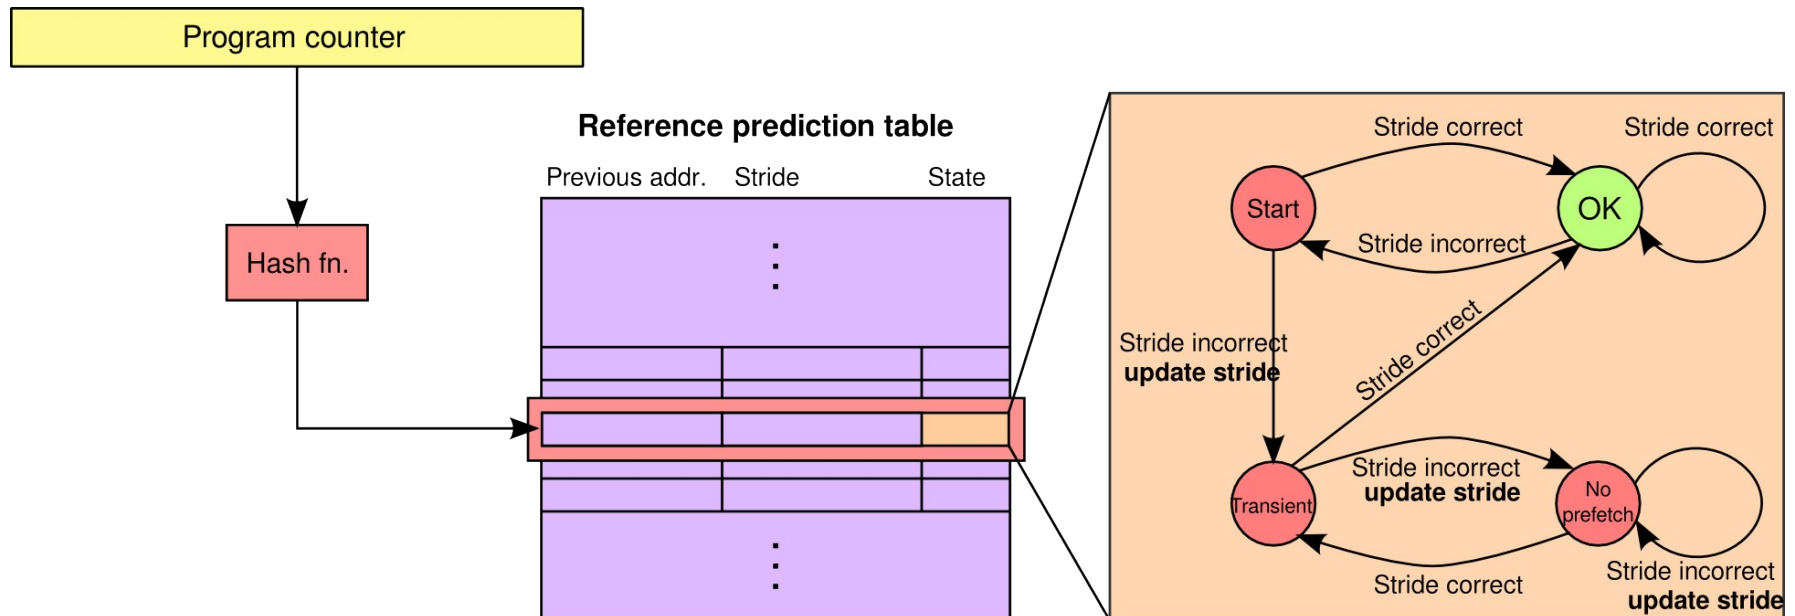 Program counter
Hash fn.
Reference prediction table
Previous addr. Stride State
Stride correct
Stride correct
Start
OK
Stride incorrect
Stride incorrect
update stride
Stride correct
Transient
Stride incorrect
update stride
No
prefetch
Stride correct
Stride incorrect
update stride